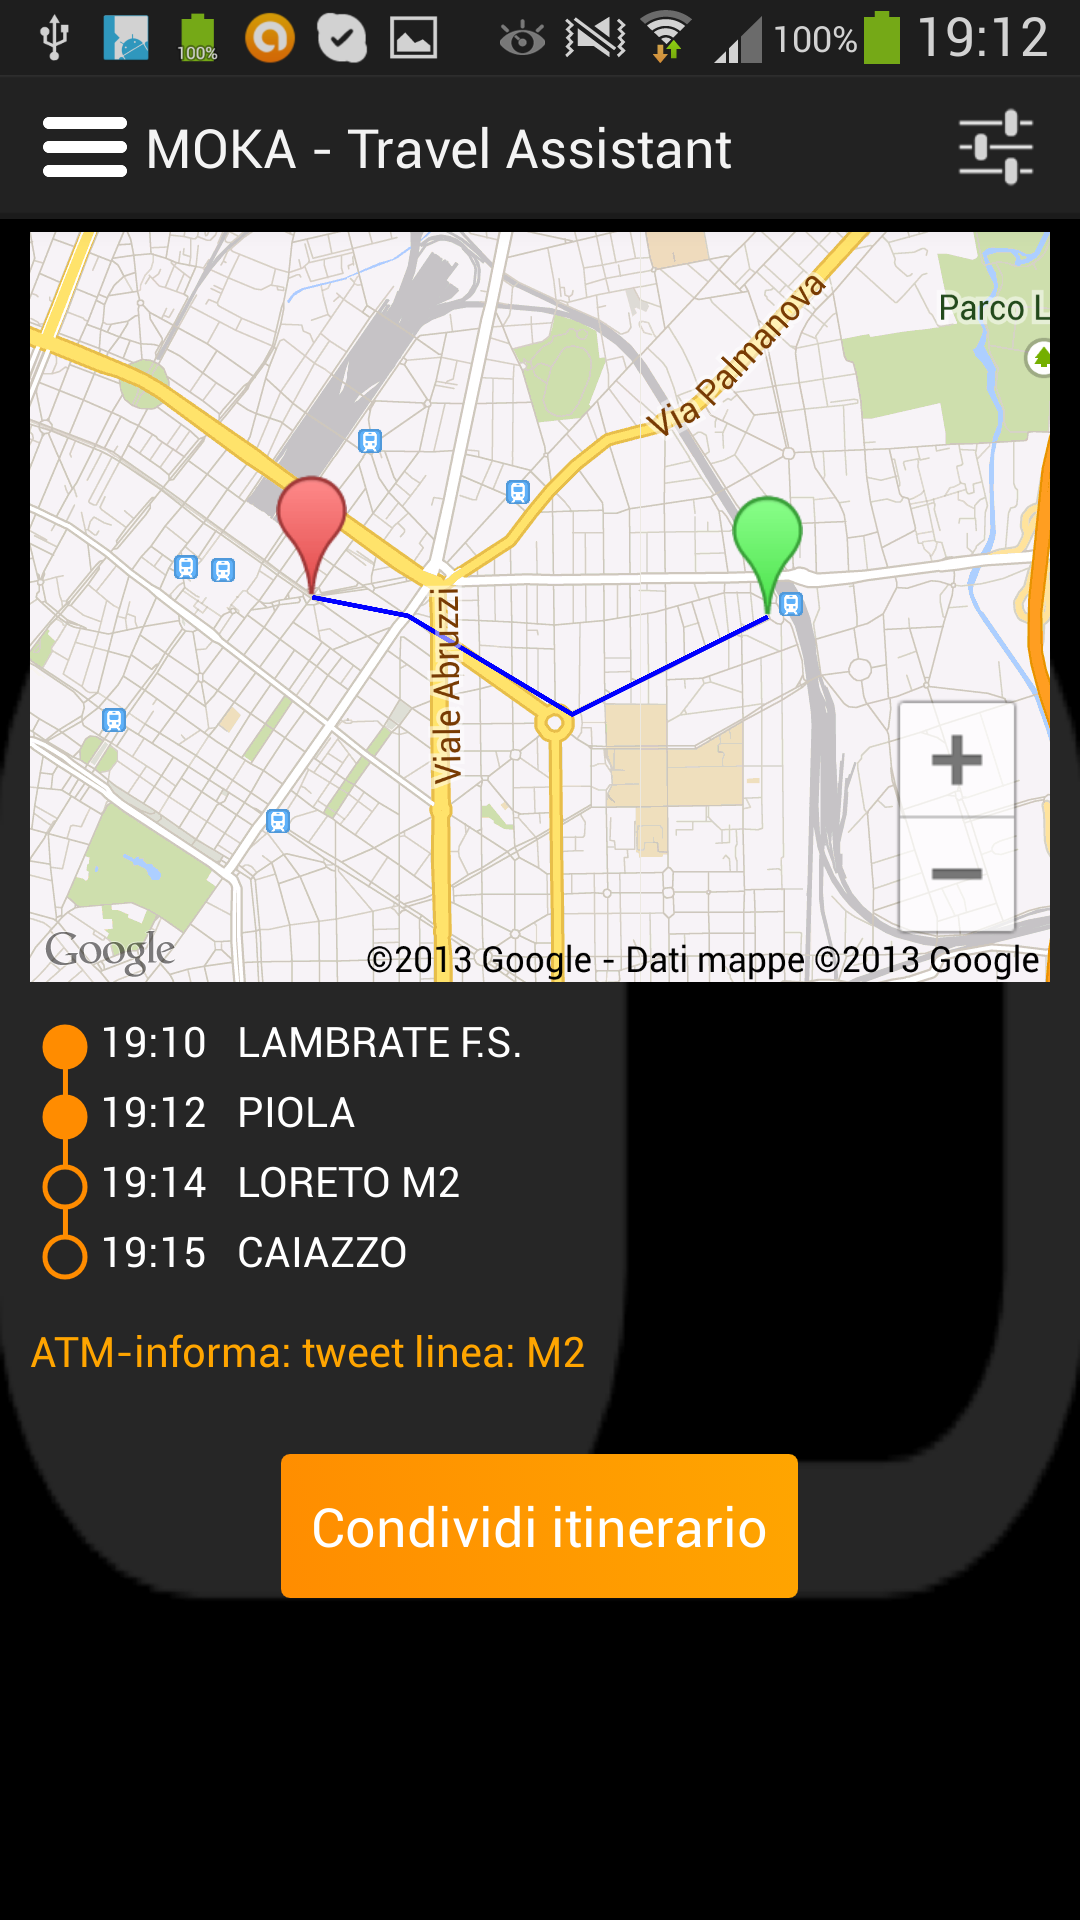 100% 100% 19:12
MOKA - Travel Assistant
Parco L
Via Palmanova
Viale Abruzzi
+
−
Google
©2013 Google - Dati mappe ©2013 Google
19:10 LAMBRATE F.S.
19:12 PIOLA
19:14 LORETO M2
19:15 CAIAZZO
ATM-informa: tweet linea: M2
Condividi itinerario